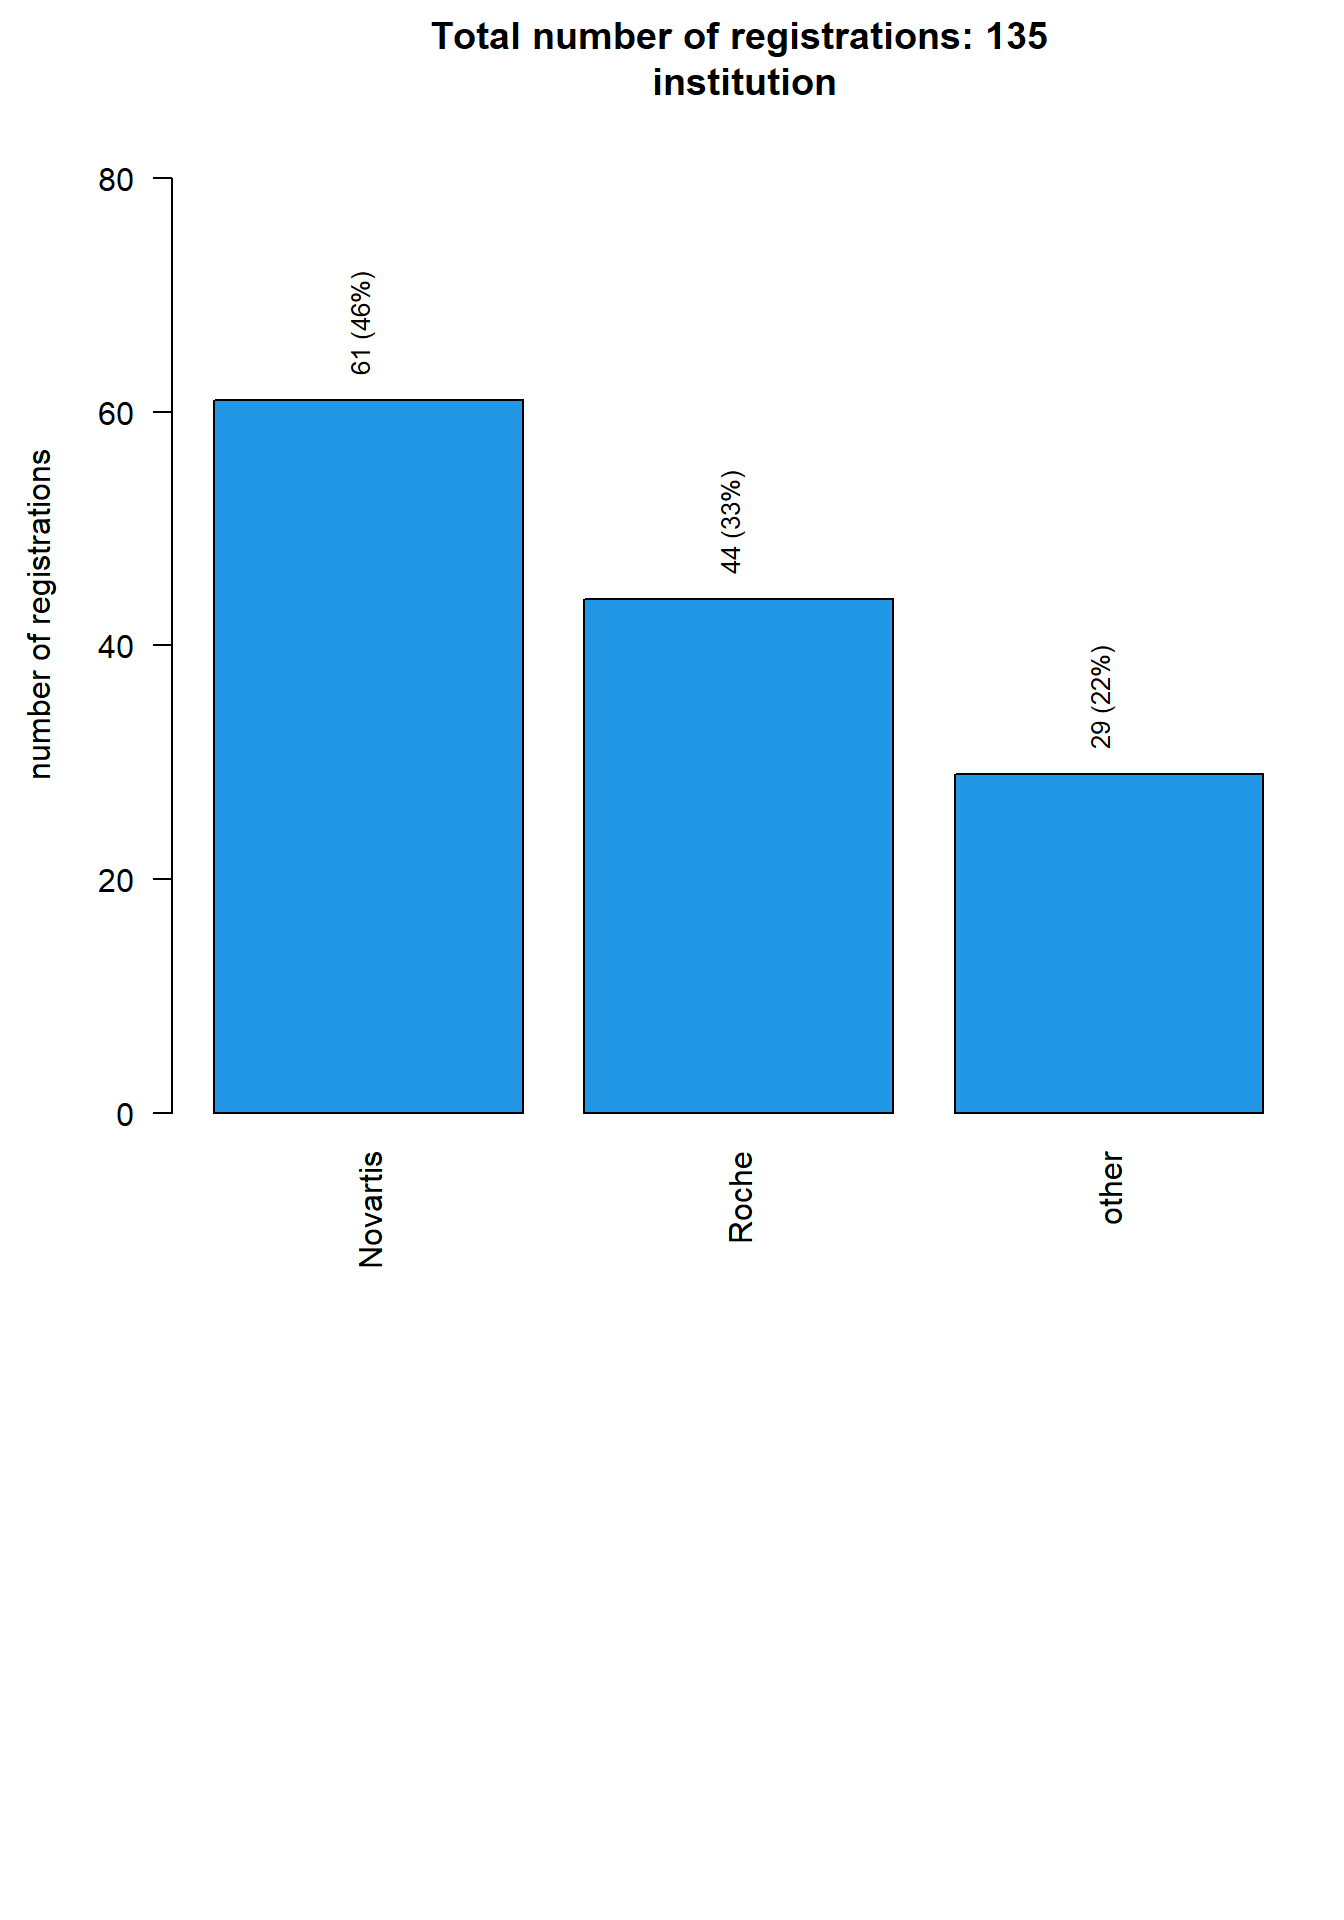 Total number of registrations: 135
institution
number of registrations
80
60
40
20
0
61 (46%)
44 (33%)
29 (22%)
Novartis
Roche
other